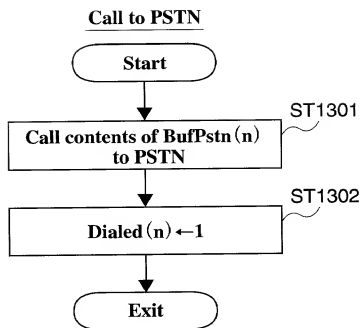 Call to PSTN
Start
ST1301
Call contents of BufPstn(n)
to PSTN
ST1302
Dialed(n)←1
Exit